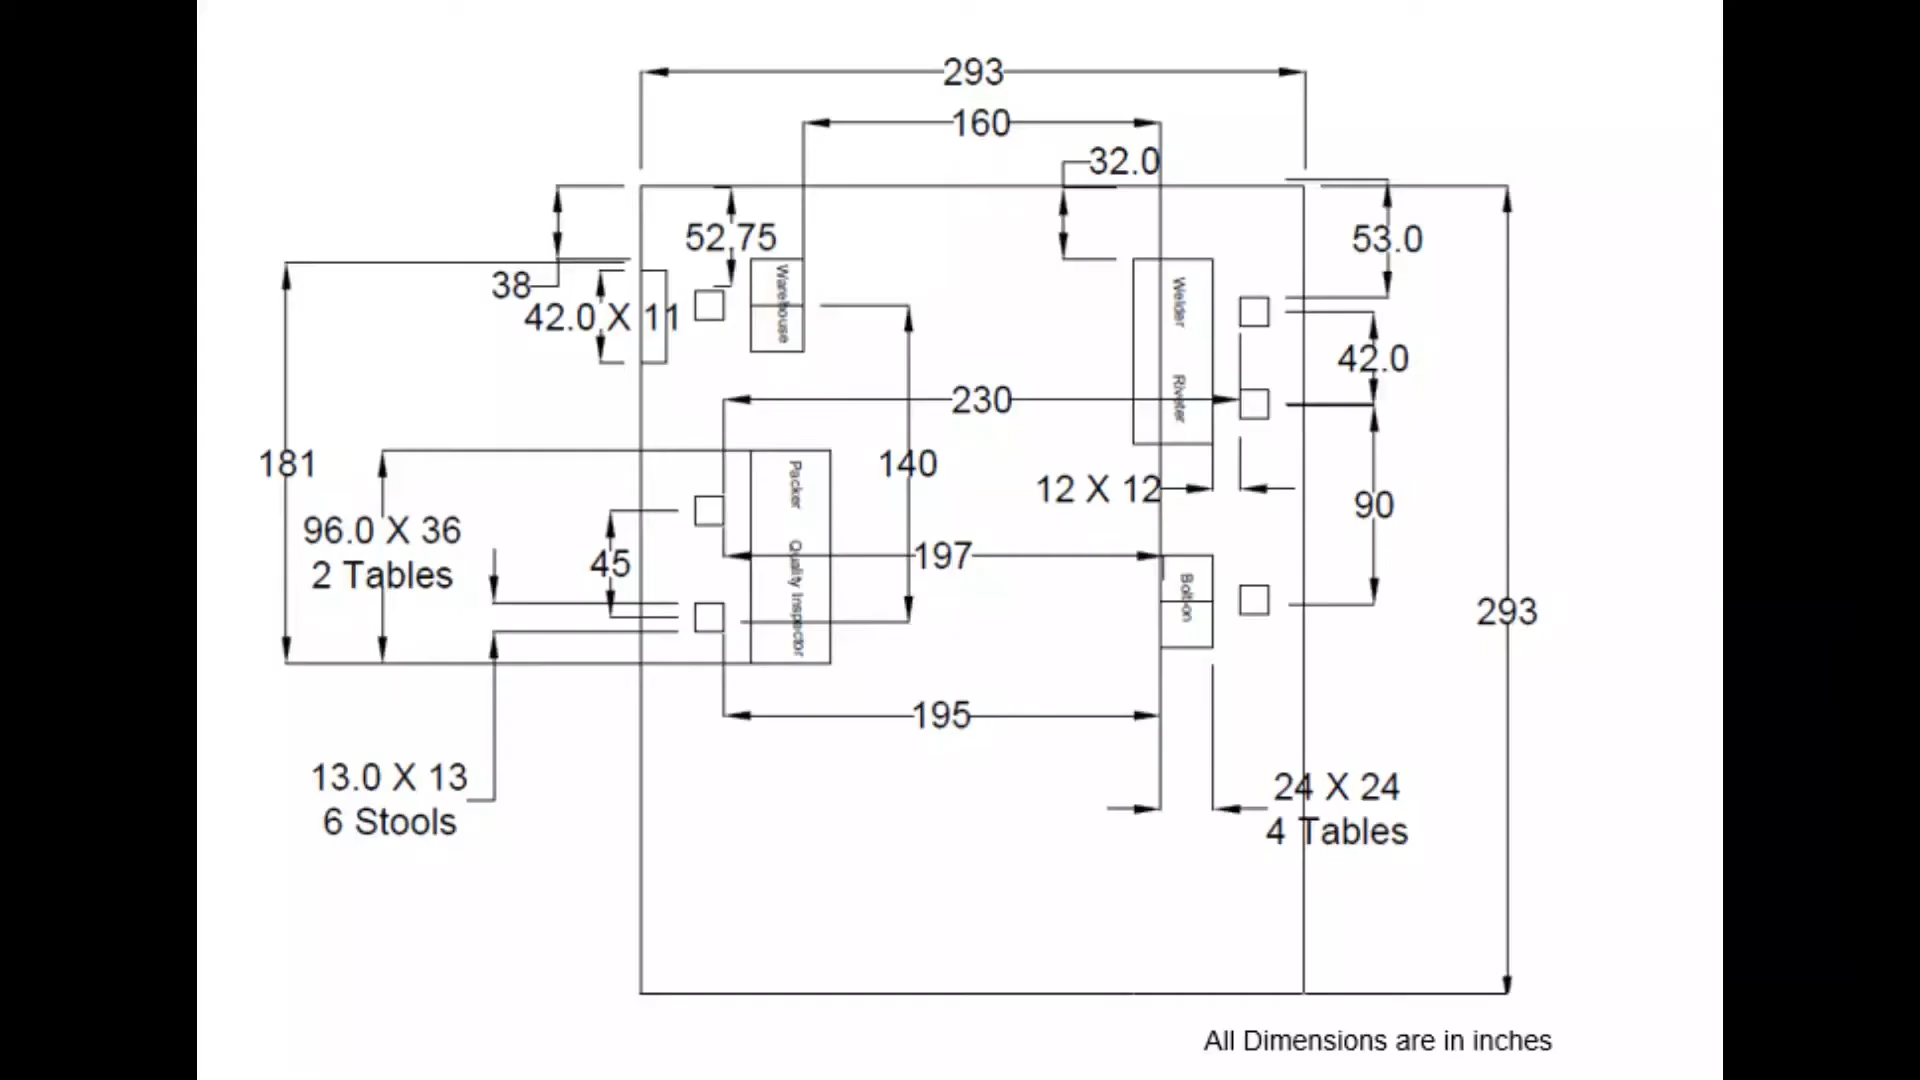 293
160
32.0
52.75
53.0
38
42.0 X 11
Warehouse
Welder
42.0
Riveter
230
181
140
Packer
12 X 12
90
96.0 X 36
2 Tables
45
197
Quality Inspector
Bolt-on
293
195
13.0 X 13
6 Stools
24 X 24
4 Tables
All Dimensions are in inches